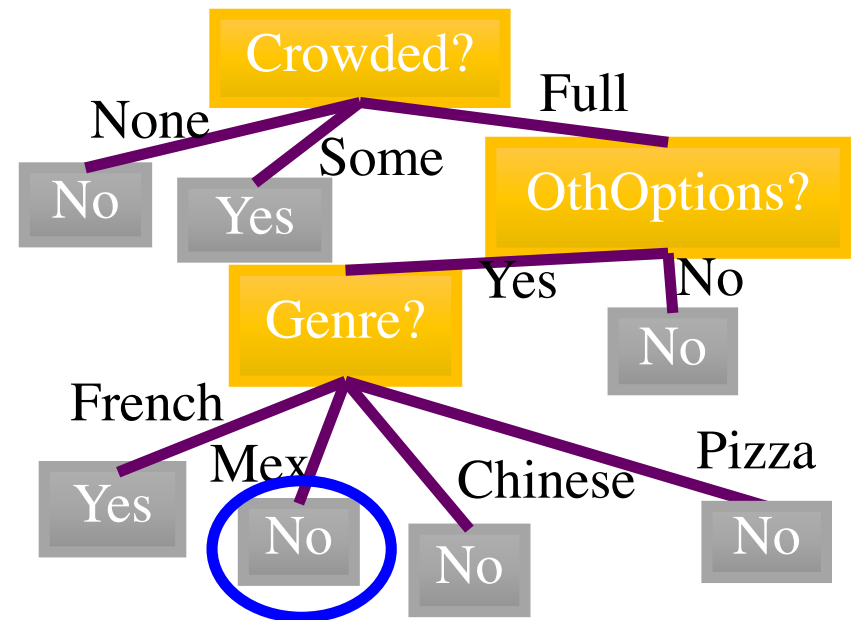 Crowded?
None
Some
Full
No
Yes
OthOptions?
Yes
No
Genre?
No
French
Mex
Chinese
Pizza
Yes
No
No
No